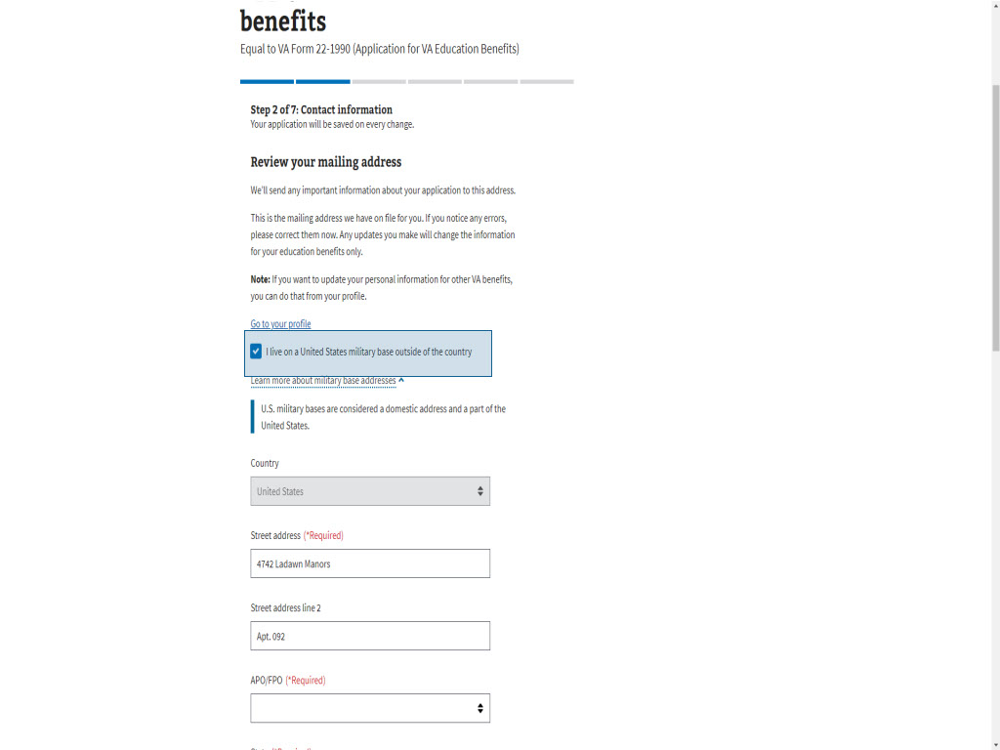 benefits
Equal to VA Form 22-1990 (Application for VA Education Benefits)
Step 2 of 7: Contact information
Your application will be saved on every change.
Review your mailing address
We'll send any important information about your application to this address.
This is the mailing address we have on file for you. If you notice any errors,
please correct them now. Any updates you make will change the information
for your education benefits only.
Note: If you want to update your personal information for other VA benefits,
you can do that from your profile.
Go to your profile
I live on a United States military base outside of the country
Learn more about military base addresses
U.S. military bases are considered a domestic address and a part of the
United States.
Country
United States
Street address (*Required)
4742 Ladawn Manors
Street address line 2
Apt. 092
APO/FPO (*Required)